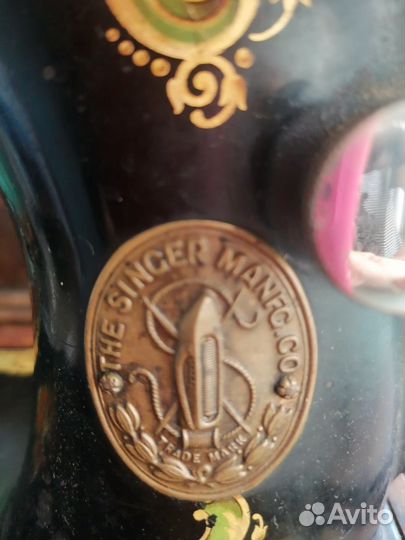 THE SINGER MANFG. CO.
TRADE MARK
Avito